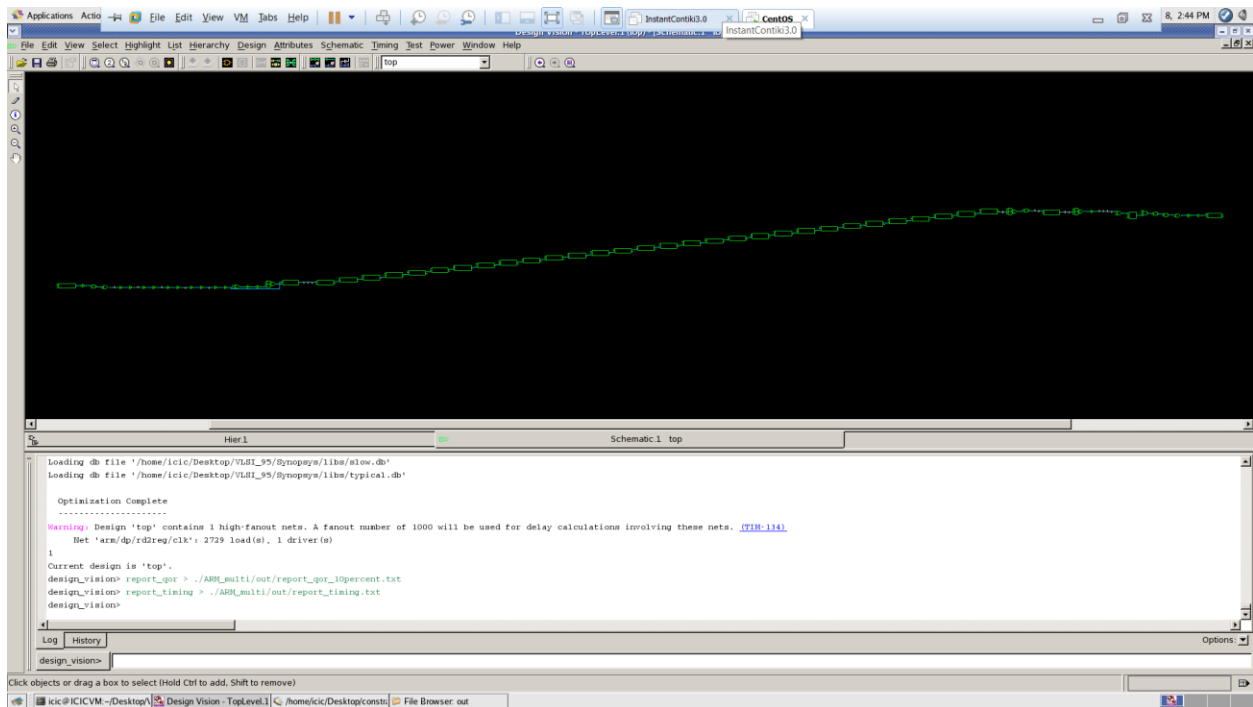 Applications Actio File Edit View VM Tabs Help InstantContiki3.0 CentOS 8, 2:44 PM
InstantContiki3.0
File Edit View Select Highlight List Hierarchy Design Attributes Schematic Timing Test Power Window Help
top
Hier.1 Schematic.1 top
Loading db file '/home/icic/Desktop/VLSI_95/Synopsys/libs/slow.db'
Loading db file '/home/icic/Desktop/VLSI_95/Synopsys/libs/typical.db'
Optimization Complete
---------------------
Warning: Design 'top' contains 1 high-fanout nets. A fanout number of 1000 will be used for delay calculations involving these nets. (TIM-134)
Net 'arm/dp/rd2reg/clk': 2729 load(s), 1 driver(s)
1
Current design is 'top'.
design_vision> report_qor > ./ARM_multi/out/report_qor_10percent.txt
design_vision> report_timing > ./ARM_multi/out/report_timing.txt
design_vision>
Log History Options:
design_vision>
Click objects or drag a box to select (Hold Ctrl to add, Shift to remove)
icic@ICICVM:~/Desktop/\ Design Vision - TopLevel.1 /home/icic/Desktop/constr File Browser: out